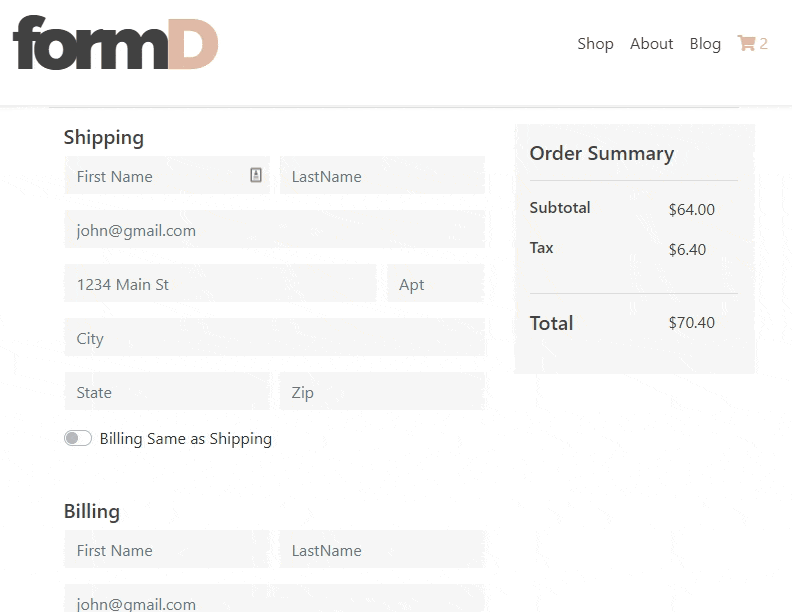 formD
Shop About Blog 2
Shipping
First Name LastName
john@gmail.com
1234 Main St Apt
City
State Zip
Billing Same as Shipping
Billing
First Name LastName
john@gmail.com
Order Summary
Subtotal $64.00
Tax $6.40
Total $70.40